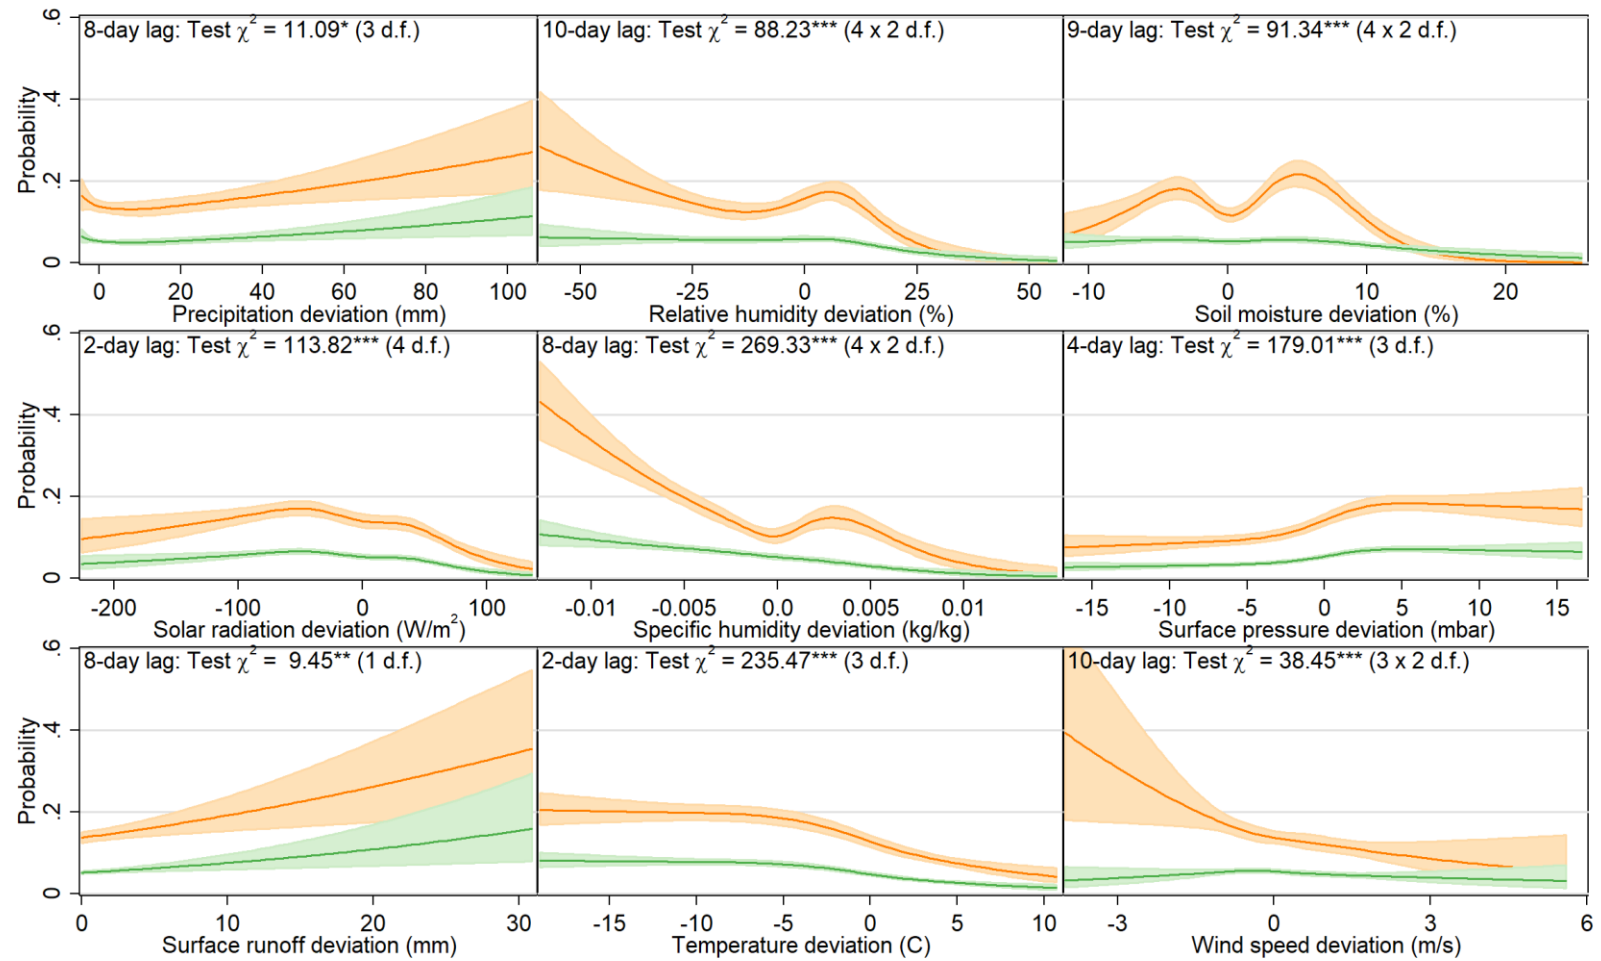 8-day lag: Test χ² = 11.09* (3 d.f.)
10-day lag: Test χ² = 88.23*** (4 x 2 d.f.)
9-day lag: Test χ² = 91.34*** (4 x 2 d.f.)
Probability
0 .2 .4 .6
0 20 40 60 80 100
-50 -25 0 25 50
-10 0 10 20
Precipitation deviation (mm)
Relative humidity deviation (%)
Soil moisture deviation (%)
2-day lag: Test χ² = 113.82*** (4 d.f.)
8-day lag: Test χ² = 269.33*** (4 x 2 d.f.)
4-day lag: Test χ² = 179.01*** (3 d.f.)
Probability
0 .2 .4 .6
-200 -100 0 100
-0.01 -0.005 0.0 0.005 0.01
-15 -10 -5 0 5 10 15
Solar radiation deviation (W/m²)
Specific humidity deviation (kg/kg)
Surface pressure deviation (mbar)
8-day lag: Test χ² = 9.45** (1 d.f.)
2-day lag: Test χ² = 235.47*** (3 d.f.)
10-day lag: Test χ² = 38.45*** (3 x 2 d.f.)
Probability
0 .2 .4 .6
0 10 20 30
-15 -10 -5 0 5 10
-3 0 3 6
Surface runoff deviation (mm)
Temperature deviation (C)
Wind speed deviation (m/s)